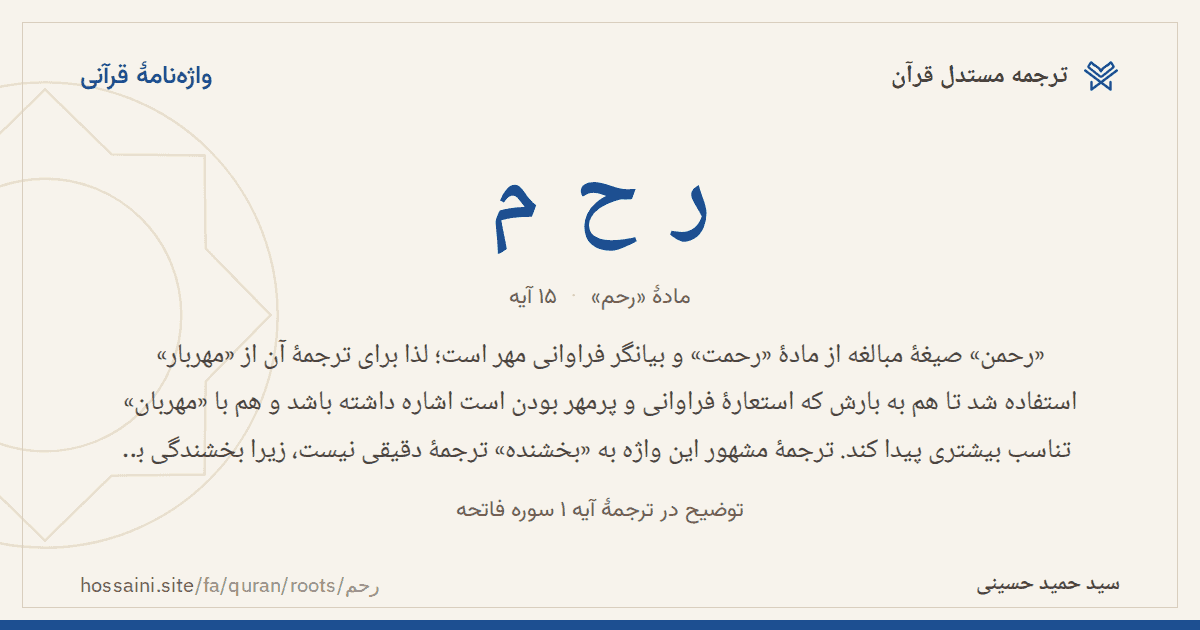 ترجمه مستدل قرآن
واژه‌نامهٔ قرآنی
ر ح م
مادهٔ «رحم» · ۱۵ آیه
«رحمن» صیغهٔ مبالغه از مادهٔ «رحمت» و بیانگر فراوانی مهر است؛ لذا برای ترجمهٔ آن از «مهربار»
استفاده شد تا هم به بارش که استعارهٔ فراوانی و پرمهر بودن است اشاره داشته باشد و هم با «مهربان»
تناسب بیشتری پیدا کند. ترجمهٔ مشهور این واژه به «بخشنده» ترجمهٔ دقیقی نیست، زیرا بخشندگی بـ..
توضیح در ترجمهٔ آیه ۱ سوره فاتحه
سید حمید حسینی
hossaini.site/fa/quran/roots/رحم